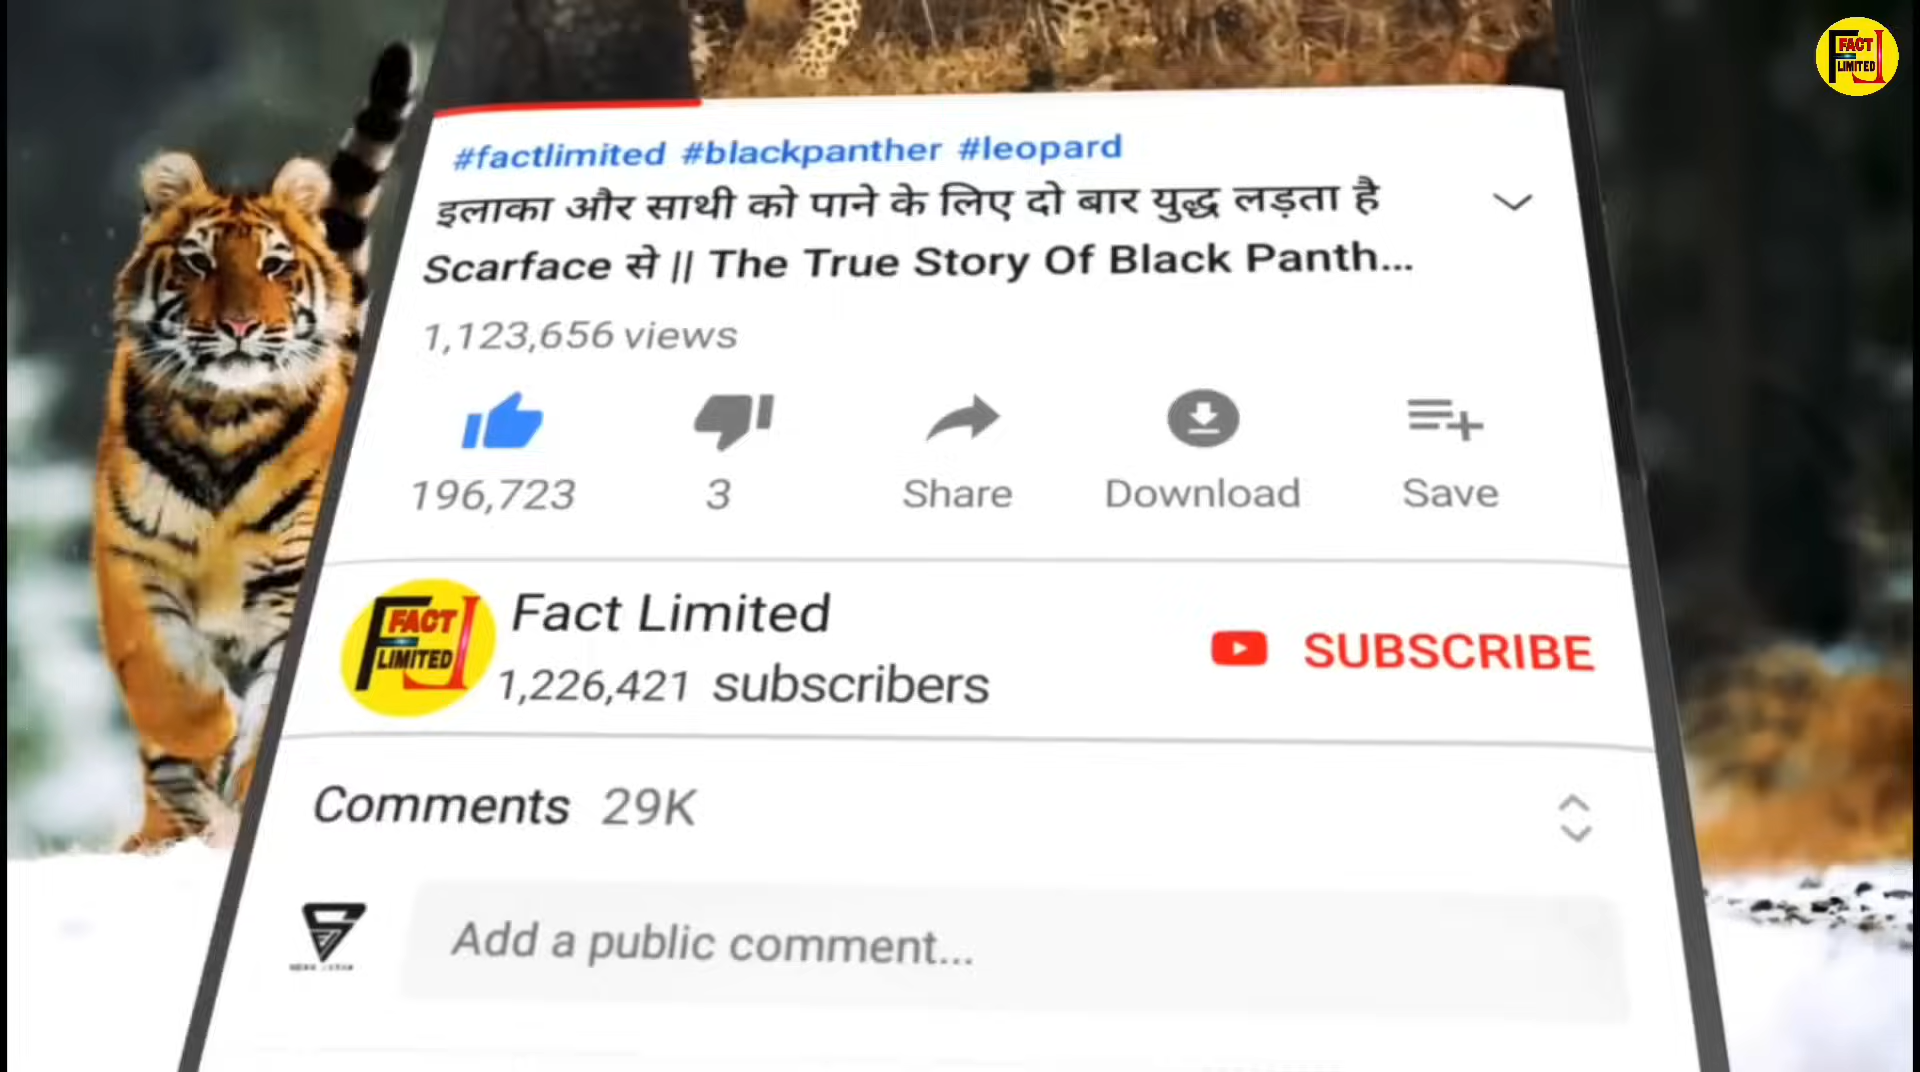 FACT
LIMITED
#factlimited #blackpanther #leopard
इलाका और साथी को पाने के लिए दो बार युद्ध लड़ता है
Scarface से || The True Story Of Black Panth...
1,123,656 views
196,723 3 Share Download Save
FACT
LIMITED
Fact Limited
1,226,421 subscribers
SUBSCRIBE
Comments 29K
Add a public comment...